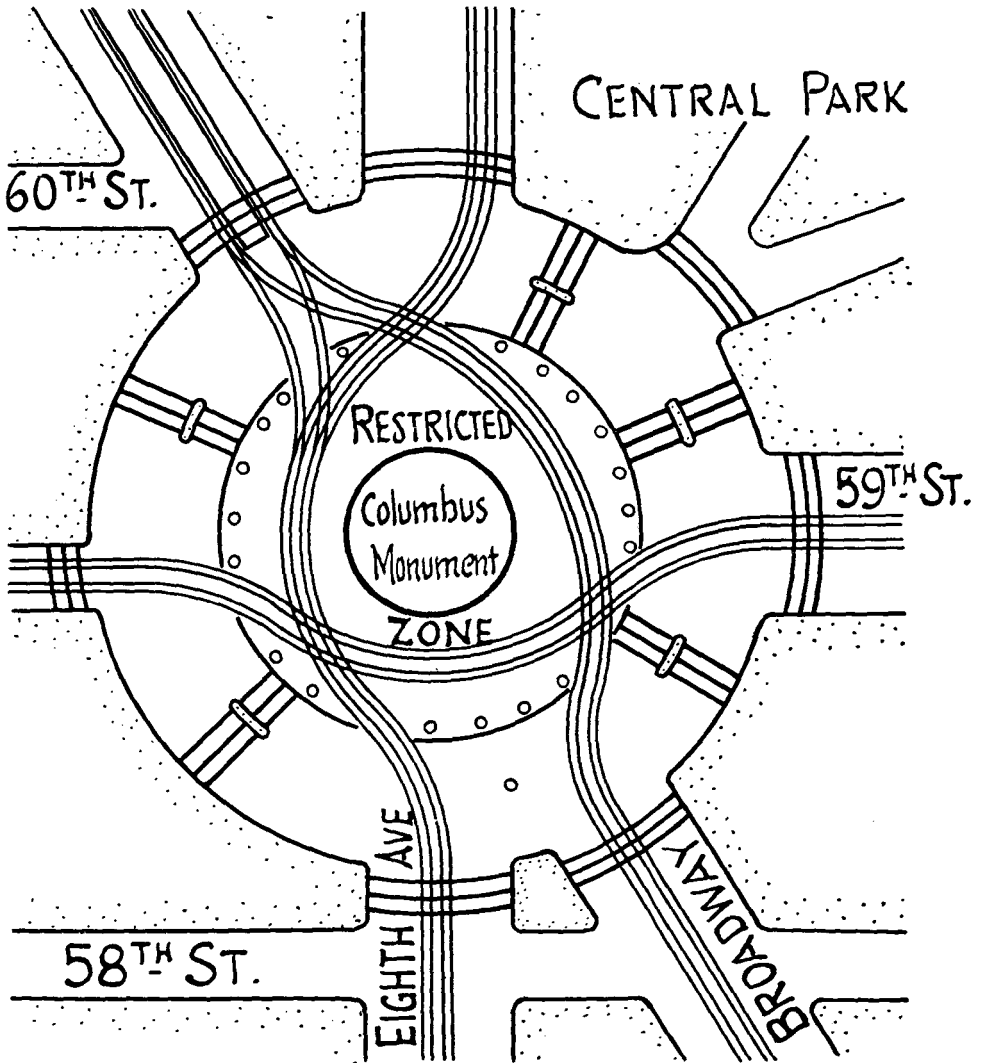 CENTRAL PARK
60TH ST.
RESTRICTED
Columbus
Monument
ZONE
59TH ST.
EIGHTH AVE
BROADWAY
58TH ST.